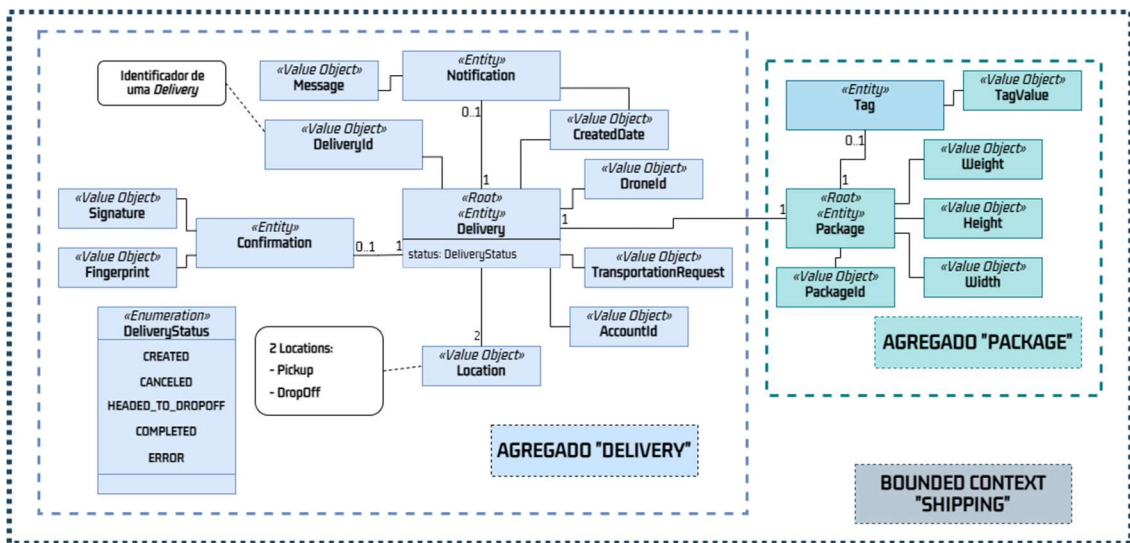 «Entity»
Notification
«Value Object»
Message
Identificador de
uma Delivery
0..1
«Value Object»
DeliveryId
«Value Object»
CreatedDate
«Value Object»
DroneId
1
«Root»
«Entity»
Delivery
status: DeliveryStatus
1
«Value Object»
Signature
«Value Object»
Fingerprint
«Entity»
Confirmation
0..1
1
«Value Object»
TransportationRequest
«Value Object»
AccountId
«Enumeration»
DeliveryStatus
CREATED
CANCELED
HEADED_TO_DROPOFF
COMPLETED
ERROR
2 Locations:
- Pickup
- DropOff
2
«Value Object»
Location
AGREGADO "DELIVERY"
«Entity»
Tag
«Value Object»
TagValue
0..1
1
1
«Root»
«Entity»
Package
«Value Object»
Weight
«Value Object»
Height
«Value Object»
Width
«Value Object»
PackageId
AGREGADO "PACKAGE"
BOUNDED CONTEXT
"SHIPPING"